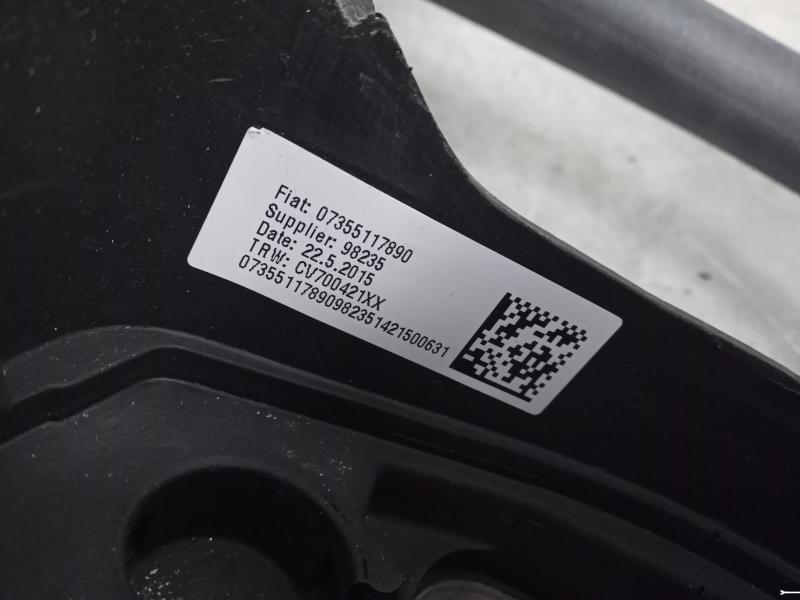 Fiat: 07355117890
Supplier: 98235
Date: 22.5.2015
TRW: CV700421XX
07355117890982351421500631